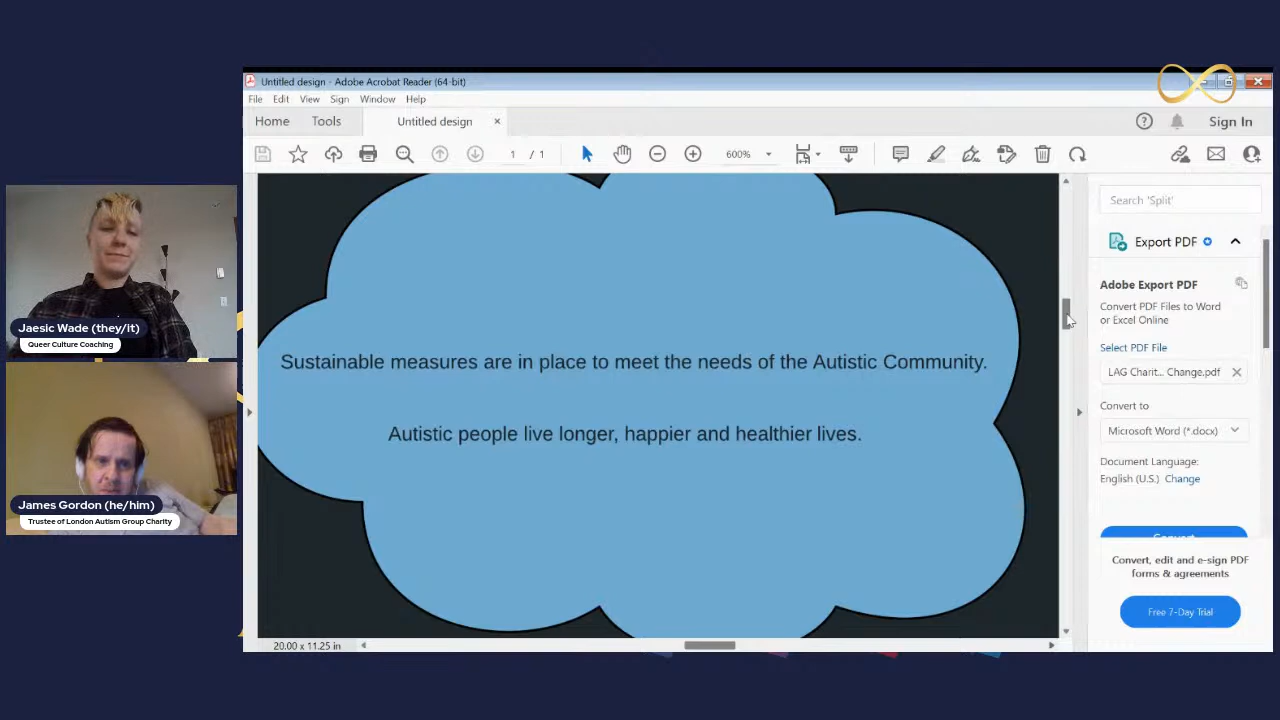 Untitled design - Adobe Acrobat Reader (64-bit)
File Edit View Sign Window Help
Home Tools Untitled design × Sign In
1 / 1 600%
Search 'Split'
Export PDF
Adobe Export PDF
Convert PDF Files to Word
or Excel Online
Select PDF File
LAG Charit... Change.pdf
Convert to
Microsoft Word (*.docx)
Document Language:
English (U.S.) Change
Convert
Convert, edit and e-sign PDF
forms & agreements
Free 7-Day Trial
Sustainable measures are in place to meet the needs of the Autistic Community.
Autistic people live longer, happier and healthier lives.
20.00 x 11.25 in
Jaesic Wade (they/it)
Queer Culture Coaching
James Gordon (he/him)
Trustee of London Autism Group Charity